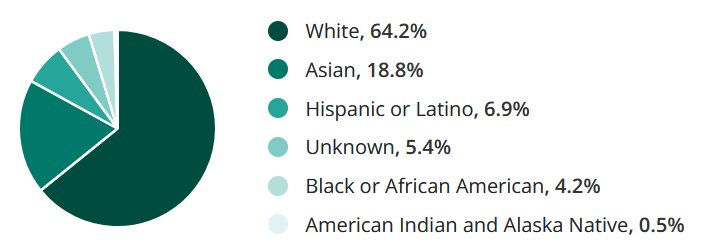 White, 64.2%
Asian, 18.8%
Hispanic or Latino, 6.9%
Unknown, 5.4%
Black or African American, 4.2%
American Indian and Alaska Native, 0.5%